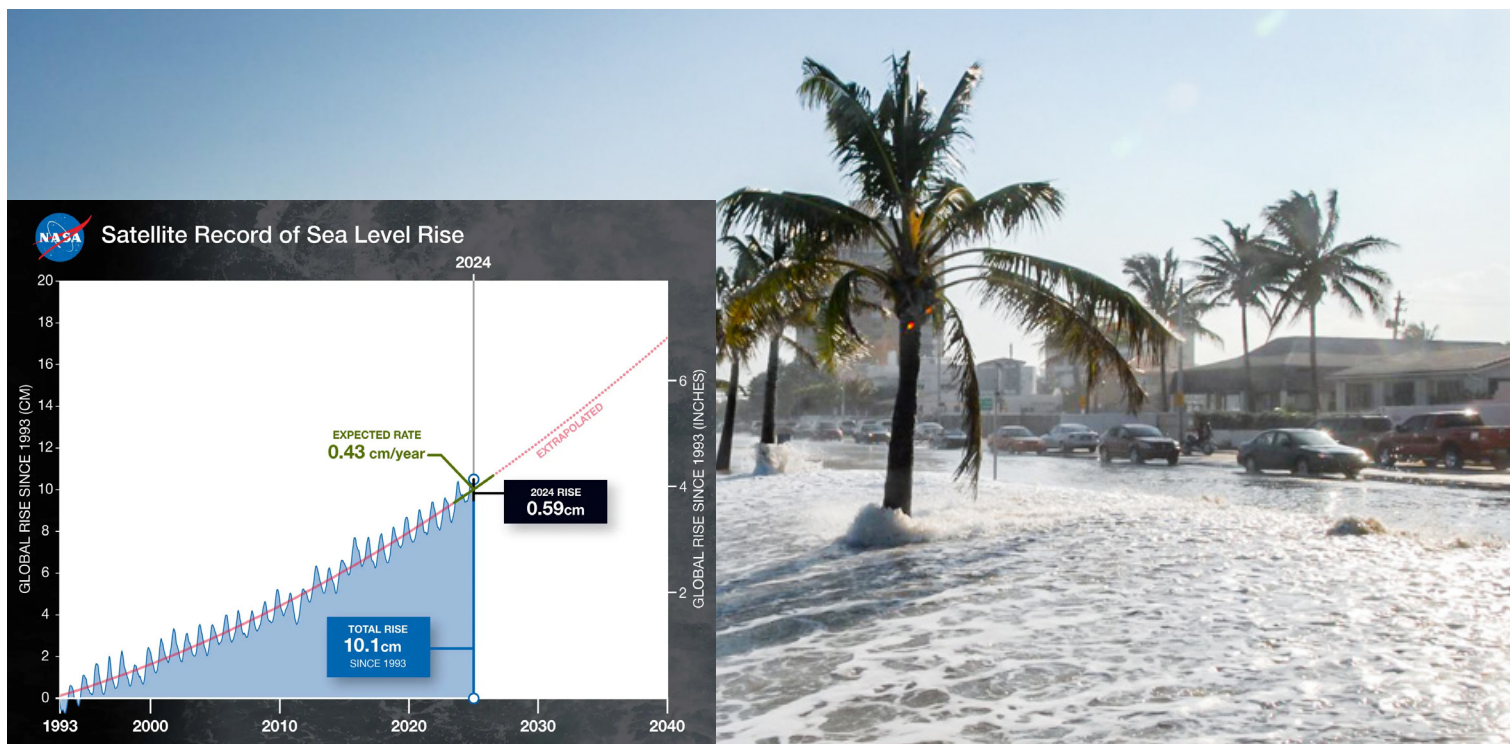 NASA
Satellite Record of Sea Level Rise
2024
20
18
16
14
12
10
8
6
4
2
0
GLOBAL RISE SINCE 1993 (CM)
EXPECTED RATE
0.43 cm/year
EXTRAPOLATED
2024 RISE
0.59cm
TOTAL RISE
10.1cm
SINCE 1993
6
4
2
GLOBAL RISE SINCE 1993 (INCHES)
1993
2000
2010
2020
2030
2040